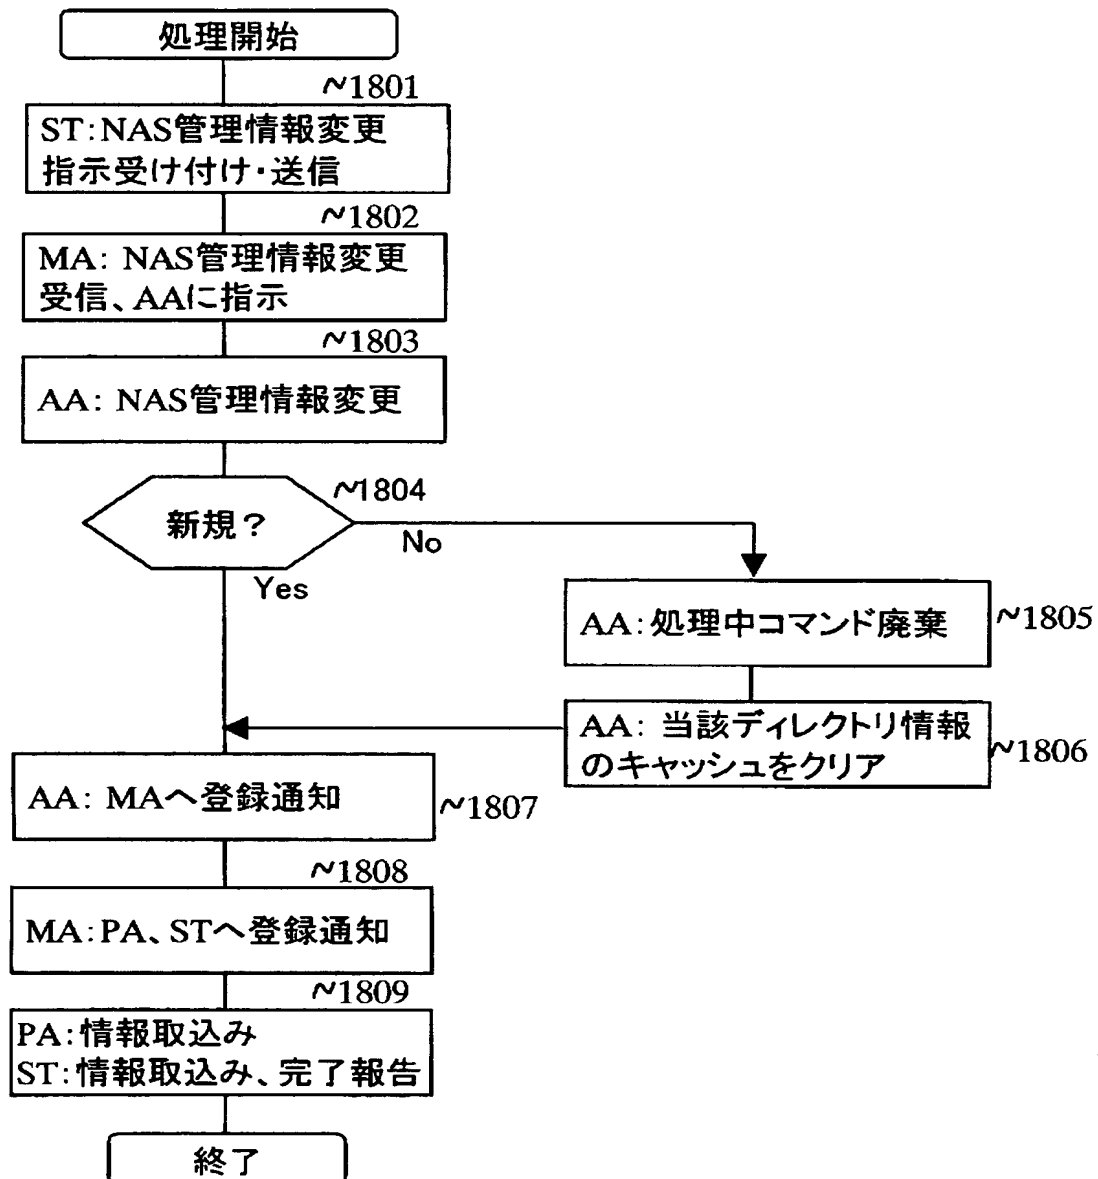 処理開始
~1801
ST:NAS管理情報変更
指示受け付け・送信
~1802
MA: NAS管理情報変更
受信、AAに指示
~1803
AA: NAS管理情報変更
~1804
新規？
No
Yes
AA:処理中コマンド廃棄
~1805
AA: 当該ディレクトリ情報
のキャッシュをクリア
~1806
AA: MAへ登録通知
~1807
~1808
MA:PA、STへ登録通知
~1809
PA:情報取込み
ST:情報取込み、完了報告
終了